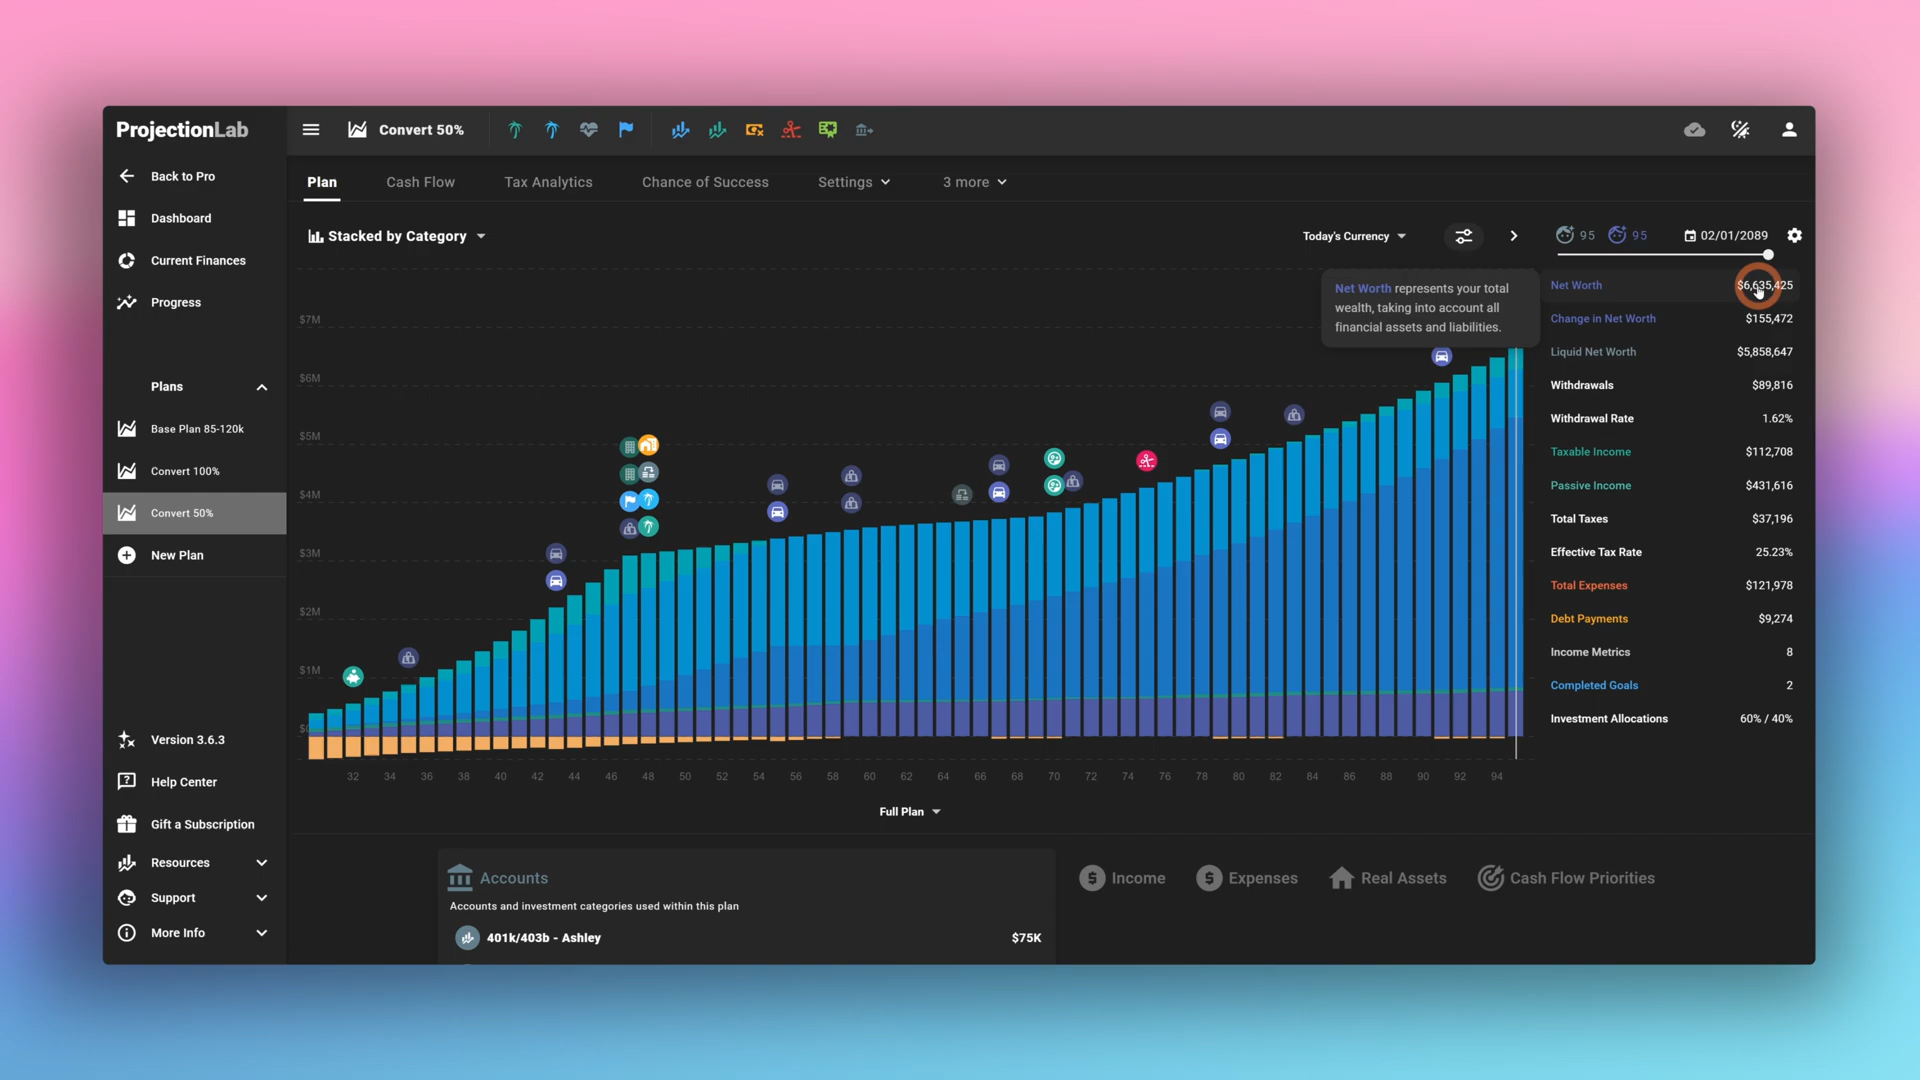 ProjectionLab
Convert 50%
Back to Pro
Dashboard
Current Finances
Progress
Plans
Base Plan 85-120k
Convert 100%
Convert 50%
New Plan
Version 3.6.3
Help Center
Gift a Subscription
Resources
Support
More Info
Plan
Cash Flow
Tax Analytics
Chance of Success
Settings
3 more
Stacked by Category
Today's Currency
95
95
02/01/2089
Net Worth represents your total
wealth, taking into account all
financial assets and liabilities.
$7M
$6M
$5M
$4M
$3M
$2M
$1M
$0
32 34 36 38 40 42 44 46 48 50 52 54 56 58 60 62 64 66 68 70 72 74 76 78 80 82 84 86 88 90 92 94
Full Plan
Net Worth $6,635,425
Change in Net Worth $155,472
Liquid Net Worth $5,858,647
Withdrawals $89,816
Withdrawal Rate 1.62%
Taxable Income $112,708
Passive Income $431,616
Total Taxes $37,196
Effective Tax Rate 25.23%
Total Expenses $121,978
Debt Payments $9,274
Income Metrics 8
Completed Goals 2
Investment Allocations 60% / 40%
Accounts
Accounts and investment categories used within this plan
401k/403b - Ashley $75K
Income
Expenses
Real Assets
Cash Flow Priorities